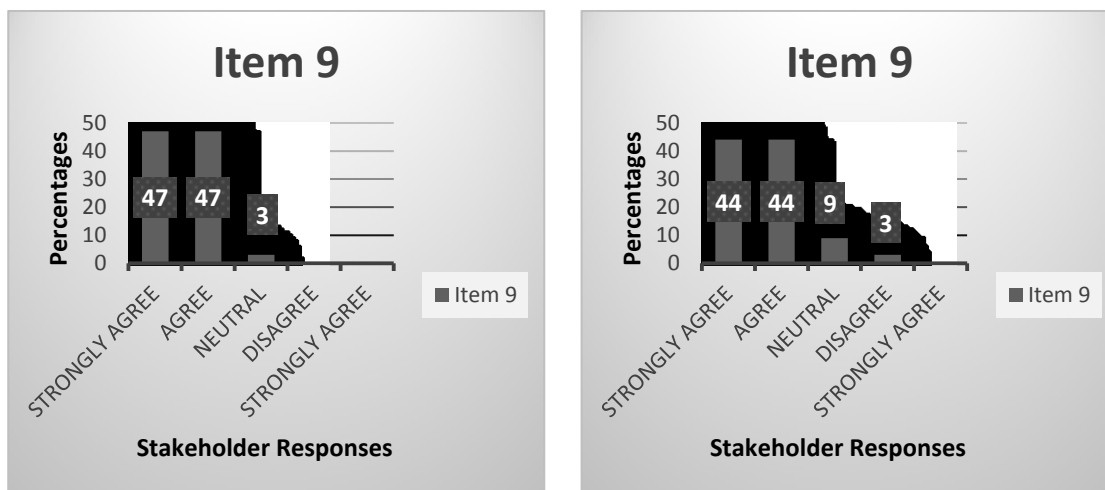 Item 9
Percentages
50
40
30
20
10
0
47
47
3
STRONGLY AGREE
AGREE
NEUTRAL
DISAGREE
STRONGLY AGREE
Stakeholder Responses
Item 9
Item 9
Percentages
50
40
30
20
10
0
44
44
9
3
STRONGLY AGREE
AGREE
NEUTRAL
DISAGREE
STRONGLY AGREE
Stakeholder Responses
Item 9